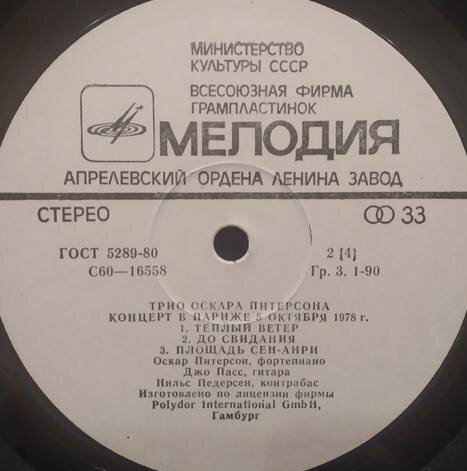 МИНИСТЕРСТВО
КУЛЬТУРЫ СССР
ВСЕСОЮЗНАЯ ФИРМА
ГРАМПЛАСТИНОК
МЕЛОДИЯ
АПРЕЛЕВСКИЙ ОРДЕНА ЛЕНИНА ЗАВОД
СТЕРЕО 33
ГОСТ 5289-80 2 (4)
С60—16558 Гр. 3. 1-90
ТРИО ОСКАРА ПИТЕРСОНА
КОНЦЕРТ В ПАРИЖЕ 5 ОКТЯБРЯ 1978 г.
1. ТЕПЛЫЙ ВЕТЕР
2. ДО СВИДАНИЯ
3. ПЛОЩАДЬ СЕН-АНРИ
Оскар Питерсон, фортепиано
Джо Пасс, гитара
Нильс Педерсен, контрабас
Изготовлено по лицензии фирмы
Polydor International GmbH,
Гамбург